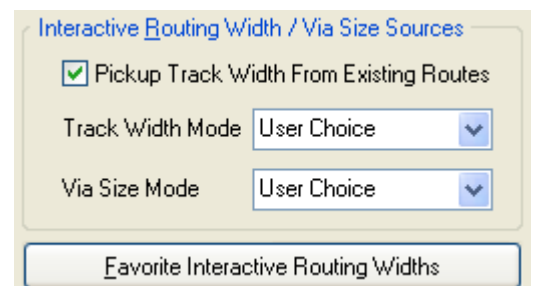 Interactive Routing Width / Via Size Sources
Pickup Track Width From Existing Routes
Track Width Mode User Choice
Via Size Mode User Choice
Favorite Interactive Routing Widths